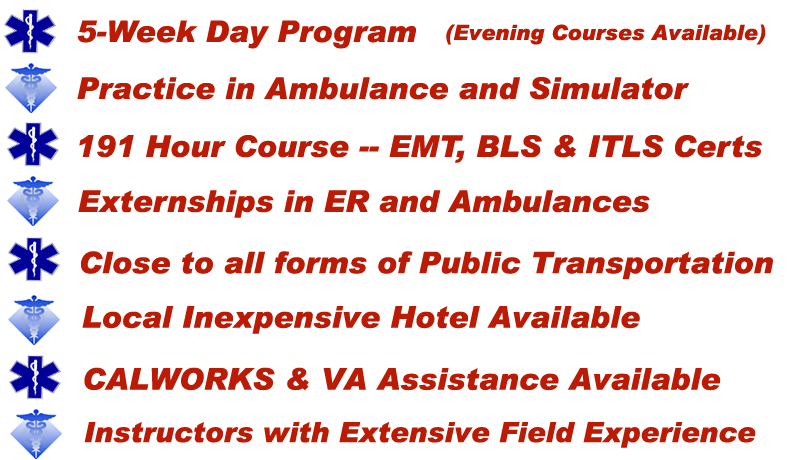 5-Week Day Program (Evening Courses Available)
Practice in Ambulance and Simulator
191 Hour Course -- EMT, BLS & ITLS Certs
Externships in ER and Ambulances
Close to all forms of Public Transportation
Local Inexpensive Hotel Available
CALWORKS & VA Assistance Available
Instructors with Extensive Field Experience